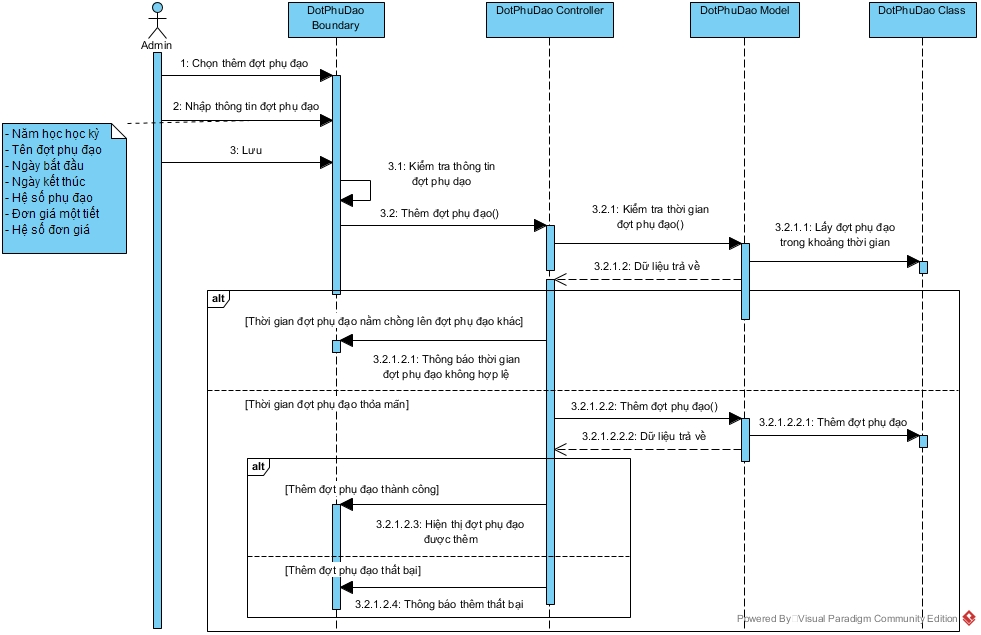 DotPhuDao
Boundary
DotPhuDao Controller
DotPhuDao Model
DotPhuDao Class
Admin
1: Chọn thêm đợt phụ đạo
2: Nhập thông tin đợt phụ đạo
- Năm học học kỳ
- Tên đợt phụ đạo
- Ngày bắt đầu
- Ngày kết thúc
- Hệ số phụ đạo
- Đơn giá một tiết
- Hệ số đơn giá
3: Lưu
3.1: Kiểm tra thông tin
đợt phụ dạo
3.2: Thêm đợt phụ đạo()
3.2.1: Kiểm tra thời gian
đợt phụ đạo()
3.2.1.1: Lấy đợt phụ đạo
trong khoảng thời gian
3.2.1.2: Dữ liệu trả về
alt
[Thời gian đợt phụ đạo nằm chồng lên đợt phụ đạo khác]
3.2.1.2.1: Thông báo thời gian
đợt phụ đạo không hợp lệ
[Thời gian đợt phụ đạo thỏa mãn]
3.2.1.2.2: Thêm đợt phụ đạo()
3.2.1.2.2.1: Thêm đợt phụ đạo
3.2.1.2.2.2: Dữ liệu trả về
alt
[Thêm đợt phụ đạo thành công]
3.2.1.2.3: Hiện thị đợt phụ đạo
được thêm
[Thêm đợt phụ đạo thất bại]
3.2.1.2.4: Thông báo thêm thất bại
Powered By Visual Paradigm Community Edition